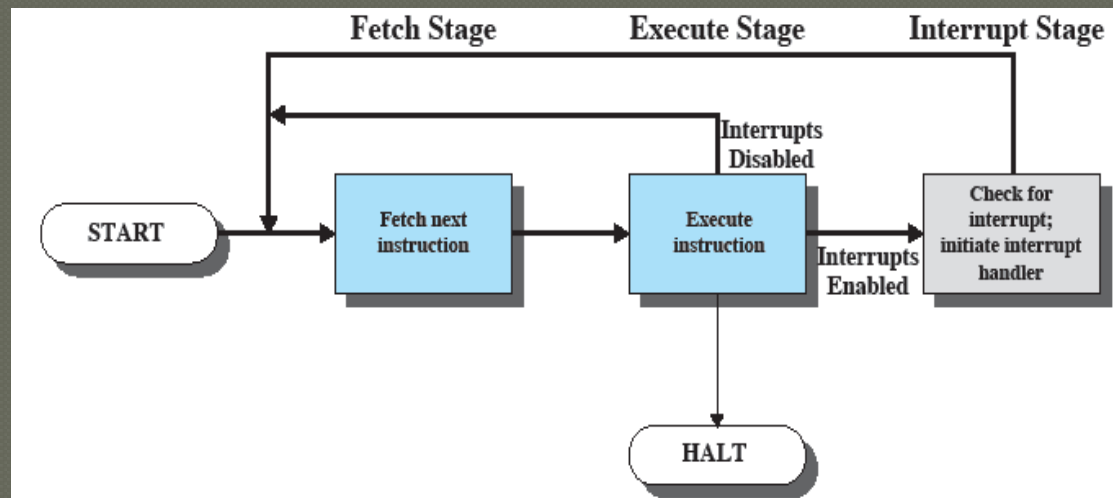 Fetch Stage
Execute Stage
Interrupt Stage
Interrupts
Disabled
START
Fetch next
instruction
Execute
instruction
Interrupts
Enabled
Check for
interrupt;
initiate interrupt
handler
HALT